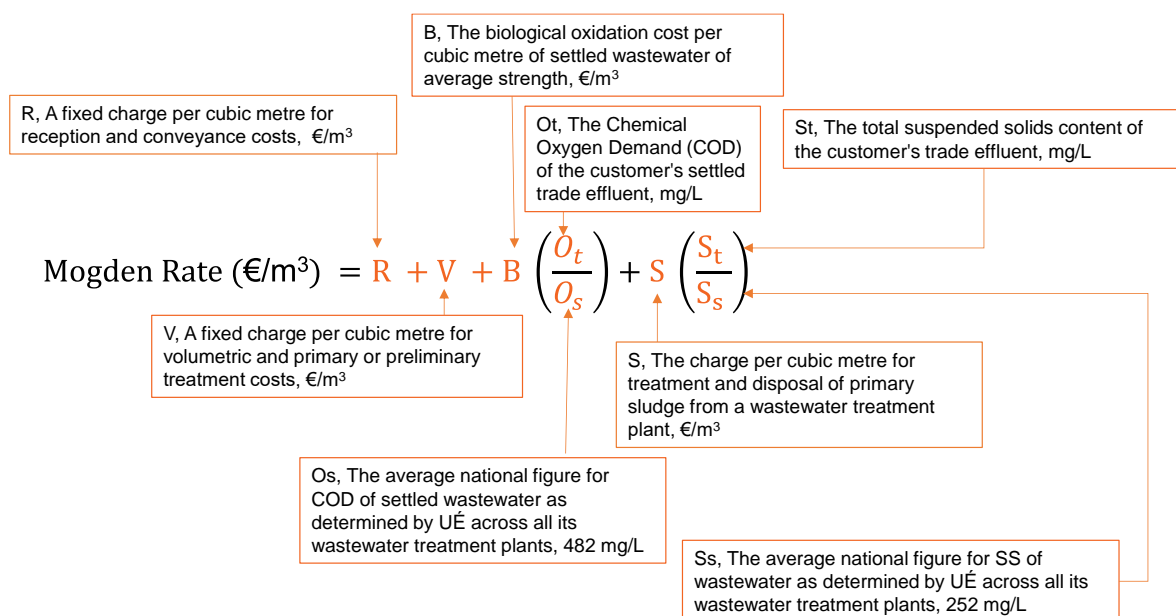 B, The biological oxidation cost per
cubic metre of settled wastewater of
average strength, €/m³
R, A fixed charge per cubic metre for
reception and conveyance costs, €/m³
Ot, The Chemical
Oxygen Demand (COD)
of the customer's settled
trade effluent, mg/L
St, The total suspended solids content of
the customer's trade effluent, mg/L
Mogden Rate (€/m³) = R + V + B (O_t/O_s) + S (S_t/S_s)
V, A fixed charge per cubic metre for
volumetric and primary or preliminary
treatment costs, €/m³
S, The charge per cubic metre for
treatment and disposal of primary
sludge from a wastewater treatment
plant, €/m³
Os, The average national figure for
COD of settled wastewater as
determined by UÉ across all its
wastewater treatment plants, 482 mg/L
Ss, The average national figure for SS of
wastewater as determined by UÉ across all its
wastewater treatment plants, 252 mg/L